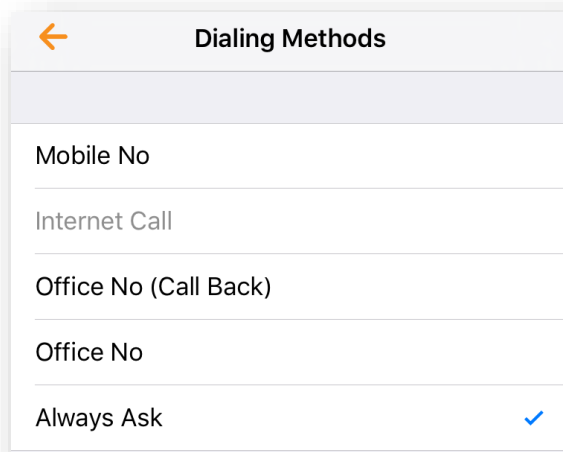 Dialing Methods
Mobile No
Internet Call
Office No (Call Back)
Office No
Always Ask